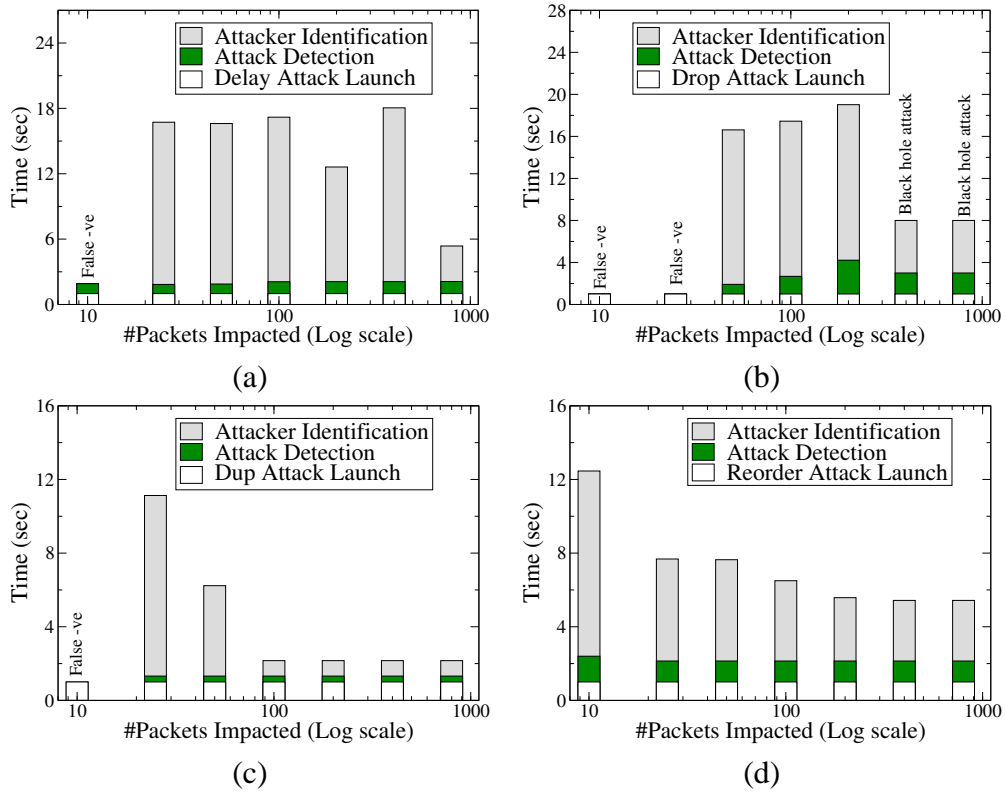 24
18
12
6
0
Time (sec)
Attacker Identification
Attack Detection
Delay Attack Launch
False -ve
10
100
1000
#Packets Impacted (Log scale)
(a)
28
24
20
16
12
8
4
0
Time (sec)
Attacker Identification
Attack Detection
Drop Attack Launch
False -ve
False -ve
Black hole attack
Black hole attack
10
100
1000
#Packets Impacted (Log scale)
(b)
16
12
8
4
0
Time (sec)
Attacker Identification
Attack Detection
Dup Attack Launch
False -ve
10
100
1000
#Packets Impacted (Log scale)
(c)
16
12
8
4
0
Time (sec)
Attacker Identification
Attack Detection
Reorder Attack Launch
10
100
1000
#Packets Impacted (Log scale)
(d)